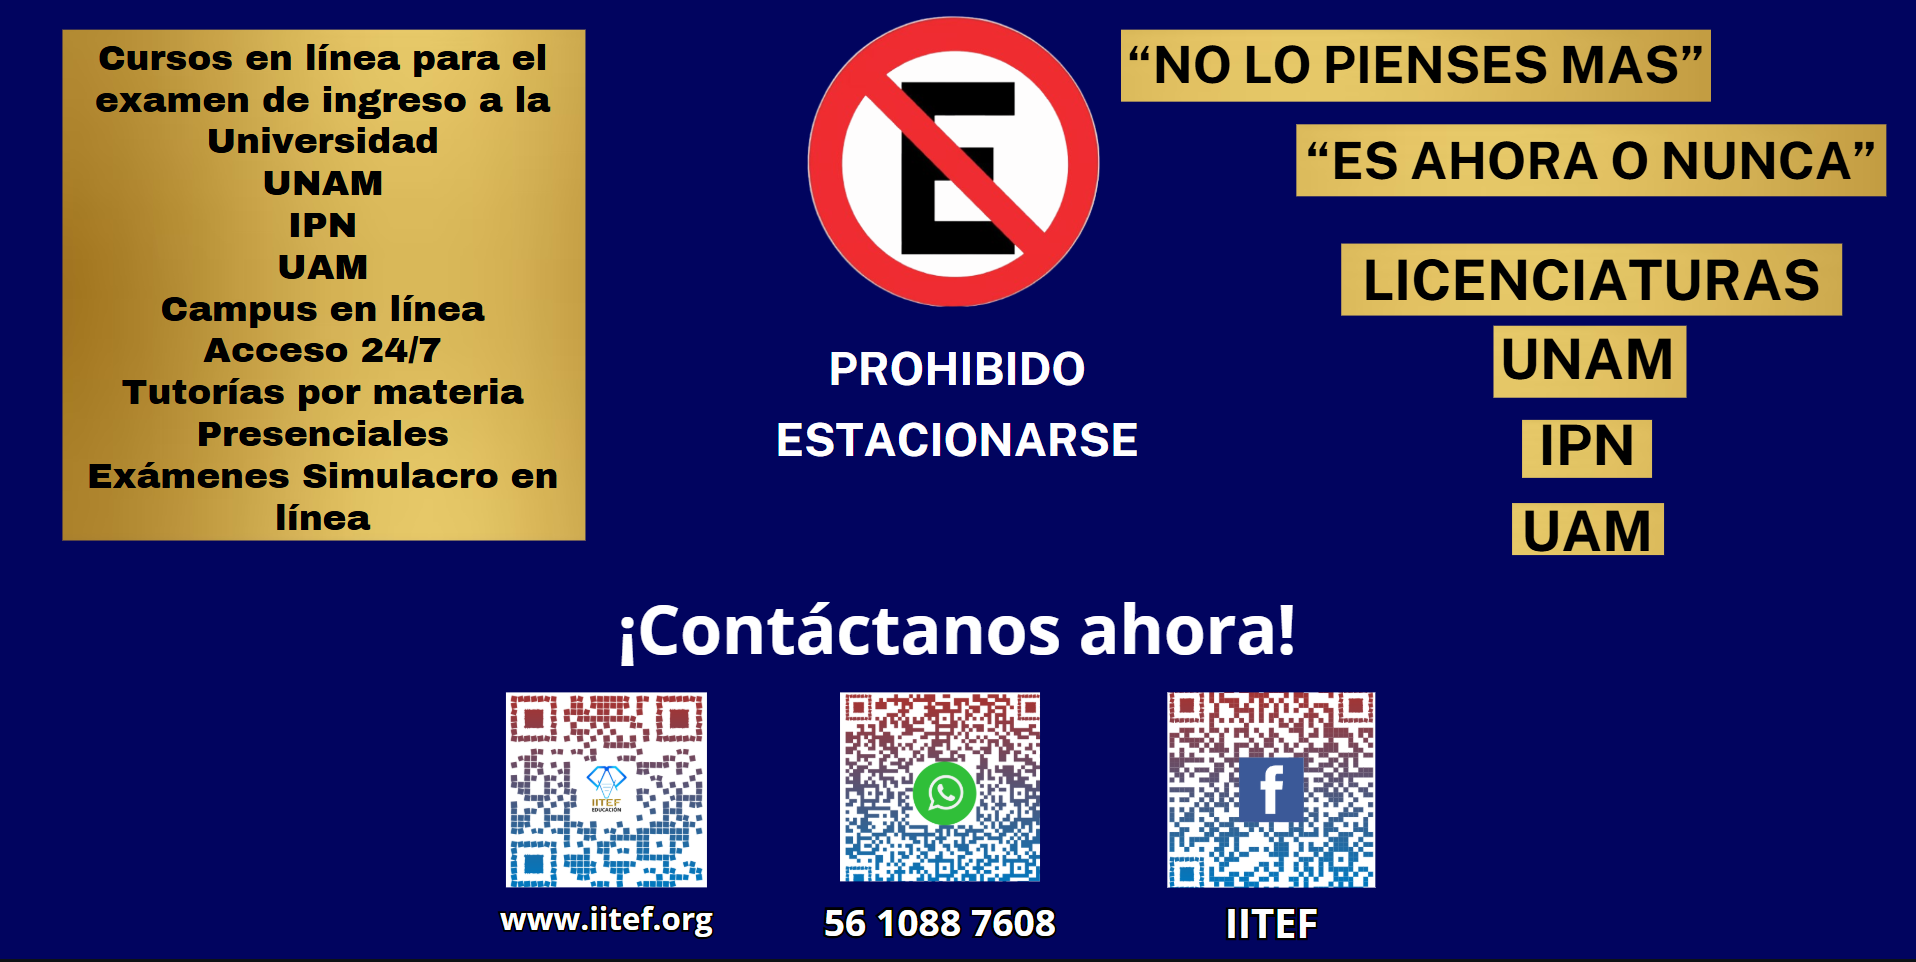 Cursos en línea para el
examen de ingreso a la
Universidad
UNAM
IPN
UAM
Campus en línea
Acceso 24/7
Tutorías por materia
Presenciales
Exámenes Simulacro en
línea
E
PROHIBIDO
ESTACIONARSE
“NO LO PIENSES MAS”
“ES AHORA O NUNCA”
LICENCIATURAS
UNAM
IPN
UAM
¡Contáctanos ahora!
IITEF
EDUCACIÓN
f
www.iitef.org
56 1088 7608
IITEF